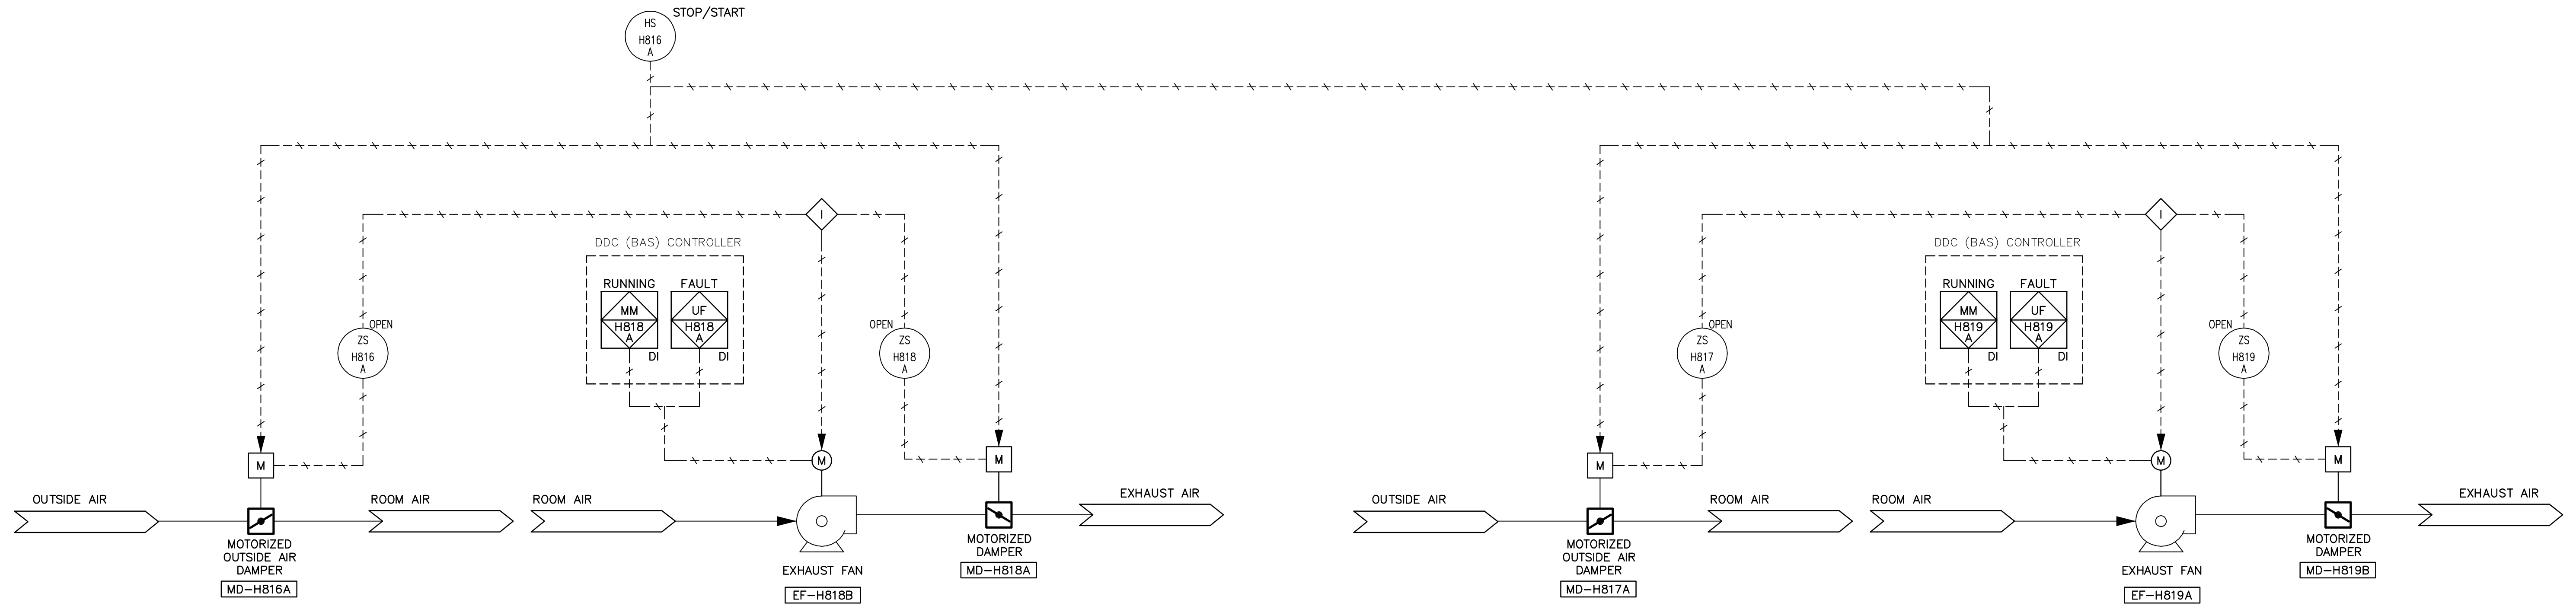 STOP/START
HS
H816
A
I
DDC (BAS) CONTROLLER
RUNNING
FAULT
MM
H818
A
DI
UF
H818
A
DI
OPEN
ZS
H816
A
OPEN
ZS
H818
A
M
M
M
OUTSIDE AIR
ROOM AIR
ROOM AIR
EXHAUST AIR
MOTORIZED
OUTSIDE AIR
DAMPER
MD-H816A
EXHAUST FAN
EF-H818B
MOTORIZED
DAMPER
MD-H818A
I
DDC (BAS) CONTROLLER
RUNNING
FAULT
MM
H819
A
DI
UF
H819
A
DI
OPEN
ZS
H817
A
OPEN
ZS
H819
A
M
M
M
OUTSIDE AIR
ROOM AIR
ROOM AIR
EXHAUST AIR
MOTORIZED
OUTSIDE AIR
DAMPER
MD-H817A
EXHAUST FAN
EF-H819A
MOTORIZED
DAMPER
MD-H819B